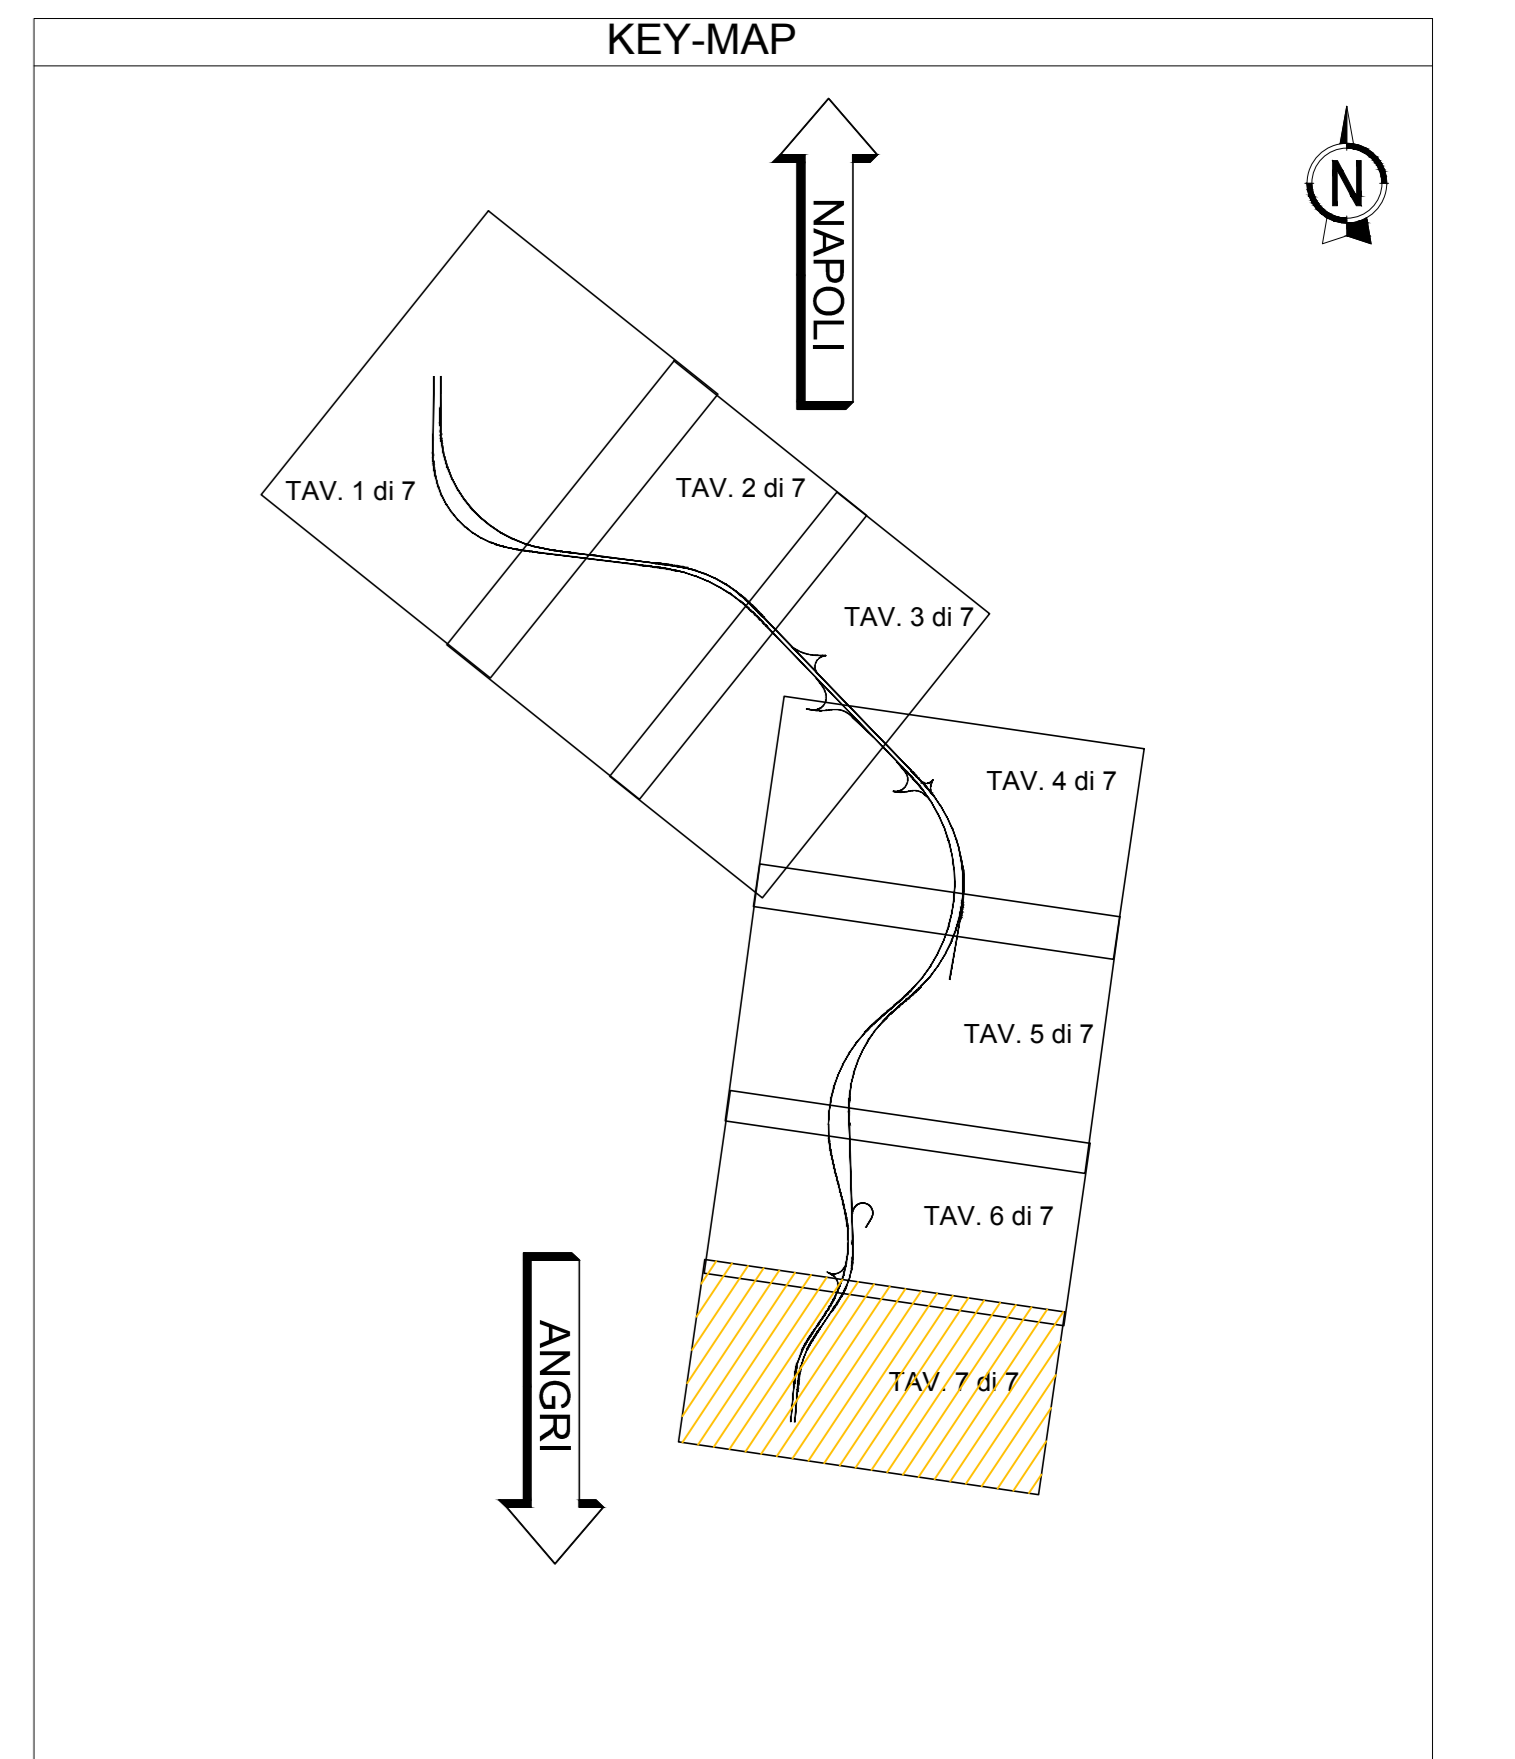 KEY-MAP
N
NAPOLI
TAV. 1 di 7
TAV. 2 di 7
TAV. 3 di 7
TAV. 4 di 7
TAV. 5 di 7
TAV. 6 di 7
TAV. 7 di 7
ANGRI